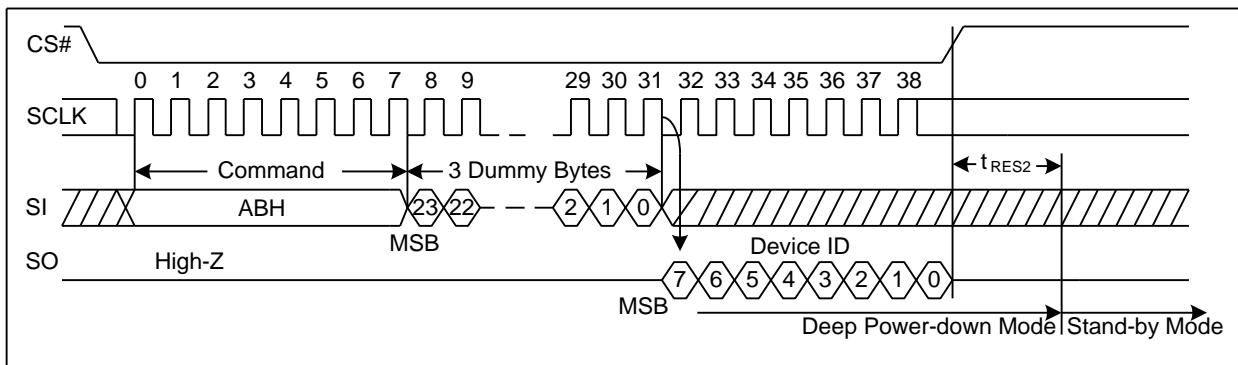 CS#
0 1 2 3 4 5 6 7 8 9 29 30 31 32 33 34 35 36 37 38
SCLK
Command 3 Dummy Bytes tRES2
SI ABH 23 22 2 1 0
MSB
SO High-Z Device ID
7 6 5 4 3 2 1 0
MSB
Deep Power-down Mode Stand-by Mode